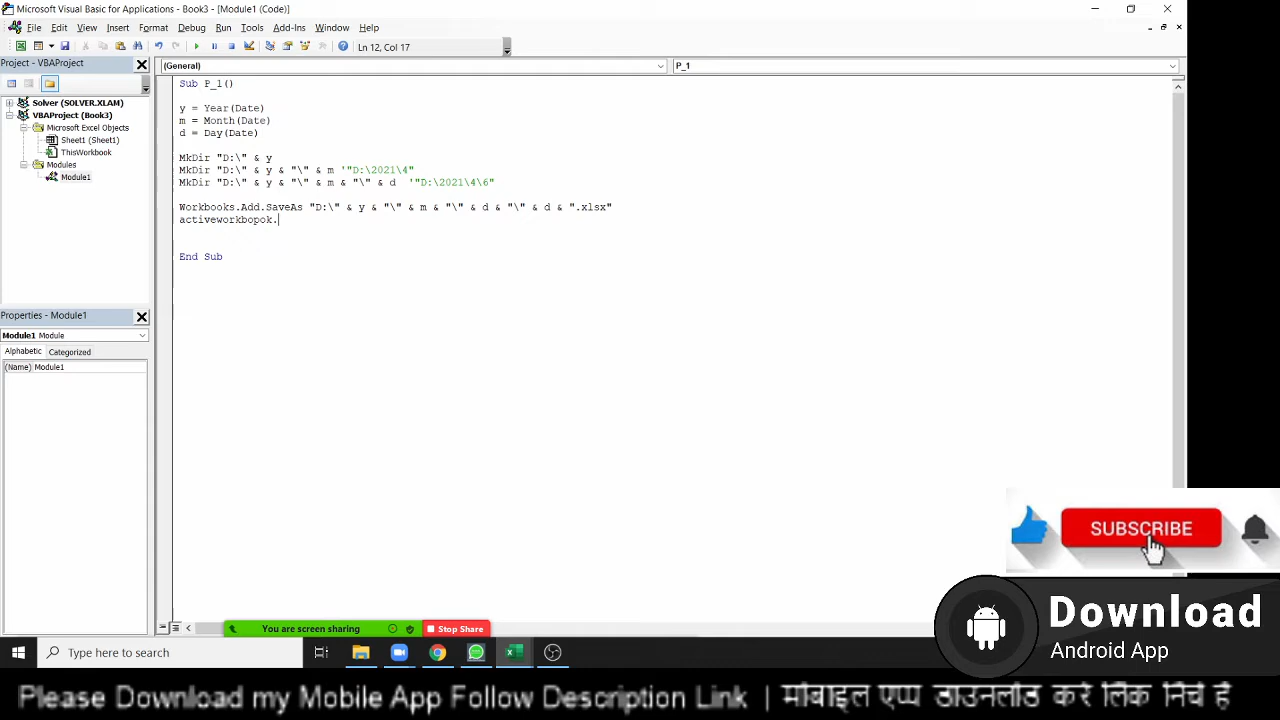 Microsoft Visual Basic for Applications - Book3 - [Module1 (Code)]
File Edit View Insert Format Debug Run Tools Add-Ins Window Help
Ln 12, Col 17
Project - VBAProject
(General)
P_1
Solver (SOLVER.XLAM)
VBAProject (Book3)
Microsoft Excel Objects
Sheet1 (Sheet1)
ThisWorkbook
Modules
Module1
Sub P_1()
y = Year(Date)
m = Month(Date)
d = Day(Date)
MkDir "D:\" & y
MkDir "D:\" & y & "\" & m '"D:\2021\4"
MkDir "D:\" & y & "\" & m & "\" & d '"D:\2021\4\6"
Workbooks.Add.SaveAs "D:\" & y & "\" & m & "\" & d & "\" & d & ".xlsx"
activeworkbopok.
End Sub
Properties - Module1
Module1 Module
Alphabetic Categorized
(Name) Module1
SUBSCRIBE
Download
Android App
You are screen sharing
Stop Share
Type here to search
Please Download my Mobile App Follow Description Link | मोबाइल एप्प डाउनलोड करे लिंक निचे है